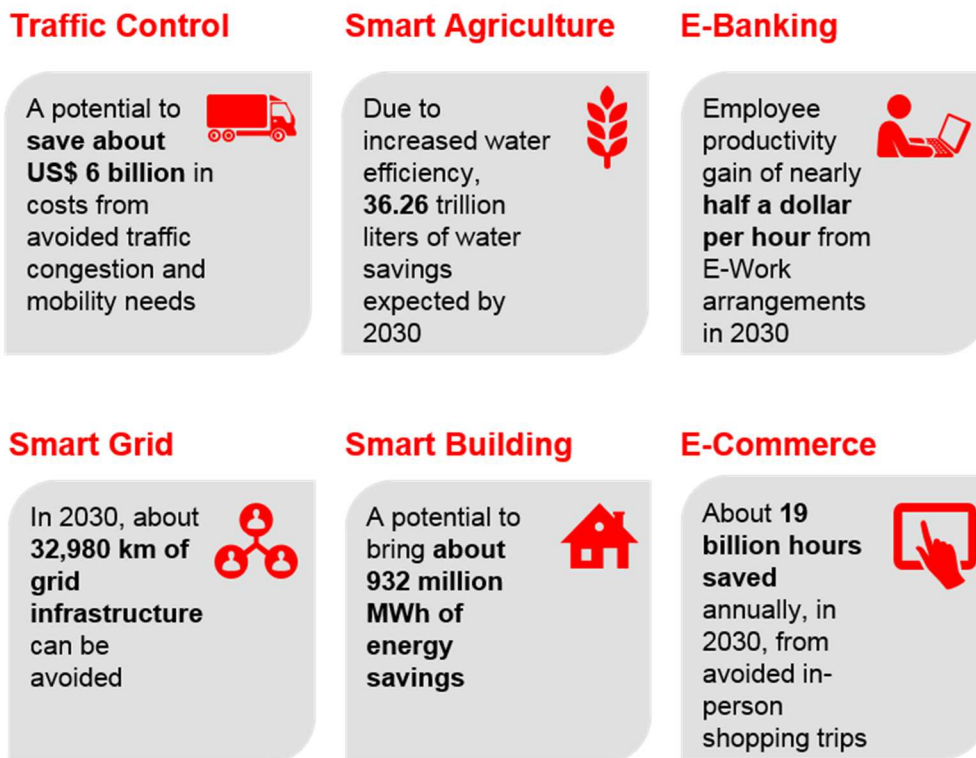 Traffic Control
A potential to
save about
US$ 6 billion in
costs from
avoided traffic
congestion and
mobility needs
Smart Agriculture
Due to
increased water
efficiency,
36.26 trillion
liters of water
savings
expected by
2030
E-Banking
Employee
productivity
gain of nearly
half a dollar
per hour from
E-Work
arrangements
in 2030
Smart Grid
In 2030, about
32,980 km of
grid
infrastructure
can be
avoided
Smart Building
A potential to
bring about
932 million
MWh of
energy
savings
E-Commerce
About 19
billion hours
saved
annually, in
2030, from
avoided in-
person
shopping trips